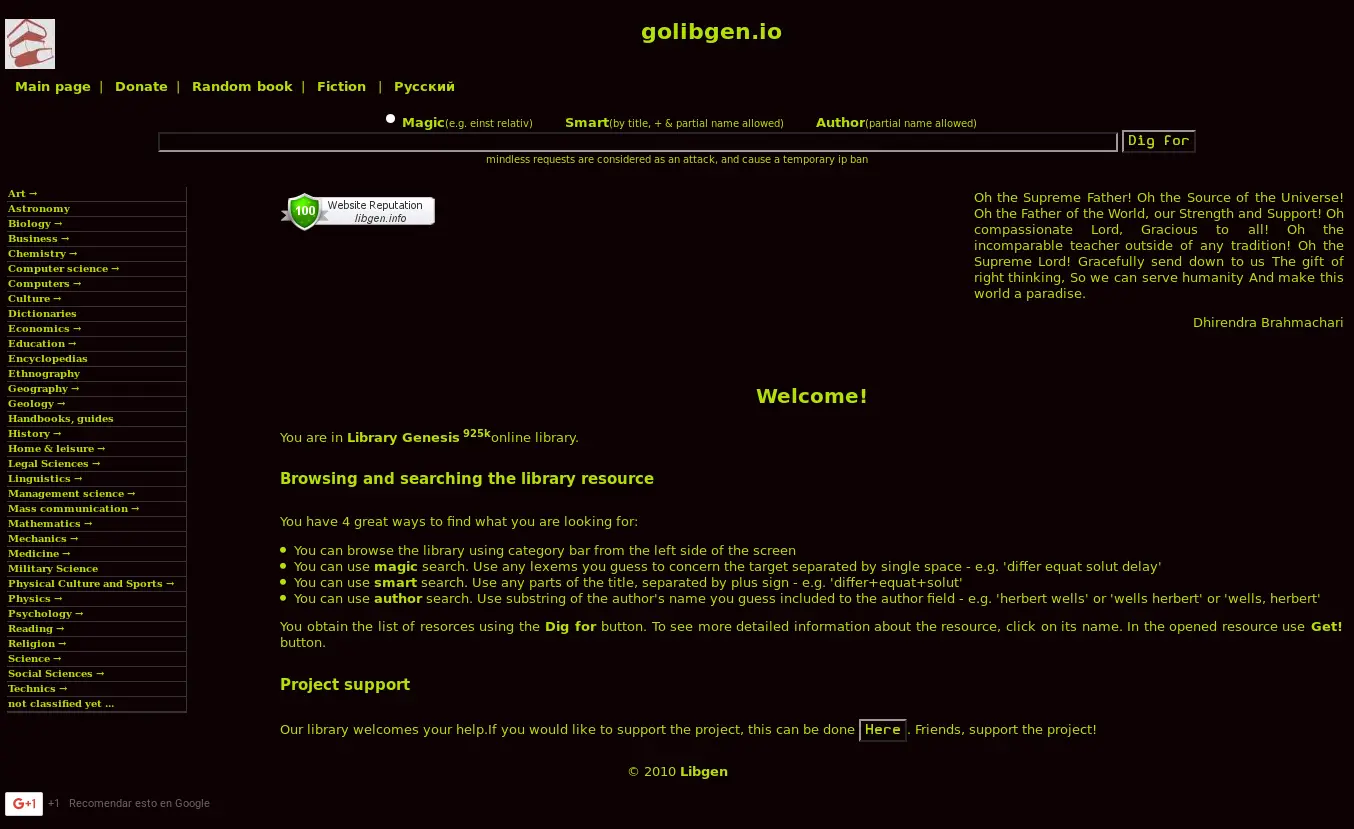 golibgen.io
Main page | Donate | Random book | Fiction | Русский
Magic(e.g. einst relativ) Smart(by title, + & partial name allowed) Author(partial name allowed)
Dig for
mindless requests are considered as an attack, and cause a temporary ip ban
Art →
Astronomy
Biology →
Business →
Chemistry →
Computer science →
Computers →
Culture →
Dictionaries
Economics →
Education →
Encyclopedias
Ethnography
Geography →
Geology →
Handbooks, guides
History →
Home & leisure →
Legal Sciences →
Linguistics →
Management science →
Mass communication →
Mathematics →
Mechanics →
Medicine →
Military Science
Physical Culture and Sports →
Physics →
Psychology →
Reading →
Religion →
Science →
Social Sciences →
Technics →
not classified yet ...
100
Website Reputation
libgen.info
Oh the Supreme Father! Oh the Source of the Universe!
Oh the Father of the World, our Strength and Support! Oh
compassionate Lord, Gracious to all! Oh the
incomparable teacher outside of any tradition! Oh the
Supreme Lord! Gracefully send down to us The gift of
right thinking, So we can serve humanity And make this
world a paradise.
Dhirendra Brahmachari
Welcome!
You are in Library Genesis 925k online library.
Browsing and searching the library resource
You have 4 great ways to find what you are looking for:
You can browse the library using category bar from the left side of the screen
You can use magic search. Use any lexems you guess to concern the target separated by single space - e.g. 'differ equat solut delay'
You can use smart search. Use any parts of the title, separated by plus sign - e.g. 'differ+equat+solut'
You can use author search. Use substring of the author's name you guess included to the author field - e.g. 'herbert wells' or 'wells herbert' or 'wells, herbert'
You obtain the list of resorces using the Dig for button. To see more detailed information about the resource, click on its name. In the opened resource use Get!
button.
Project support
Our library welcomes your help.If you would like to support the project, this can be done Here. Friends, support the project!
© 2010 Libgen
G+1 +1 Recomendar esto en Google